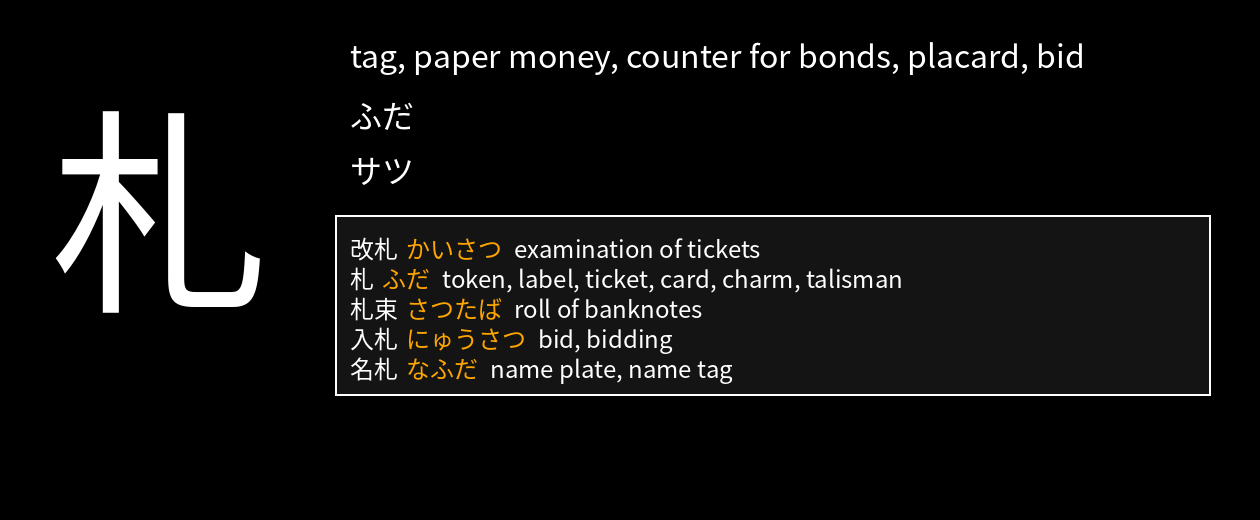 札
tag, paper money, counter for bonds, placard, bid
ふだ
サツ
改札 かいさつ examination of tickets
札 ふだ token, label, ticket, card, charm, talisman
札束 さつたば roll of banknotes
入札 にゅうさつ bid, bidding
名札 なふだ name plate, name tag